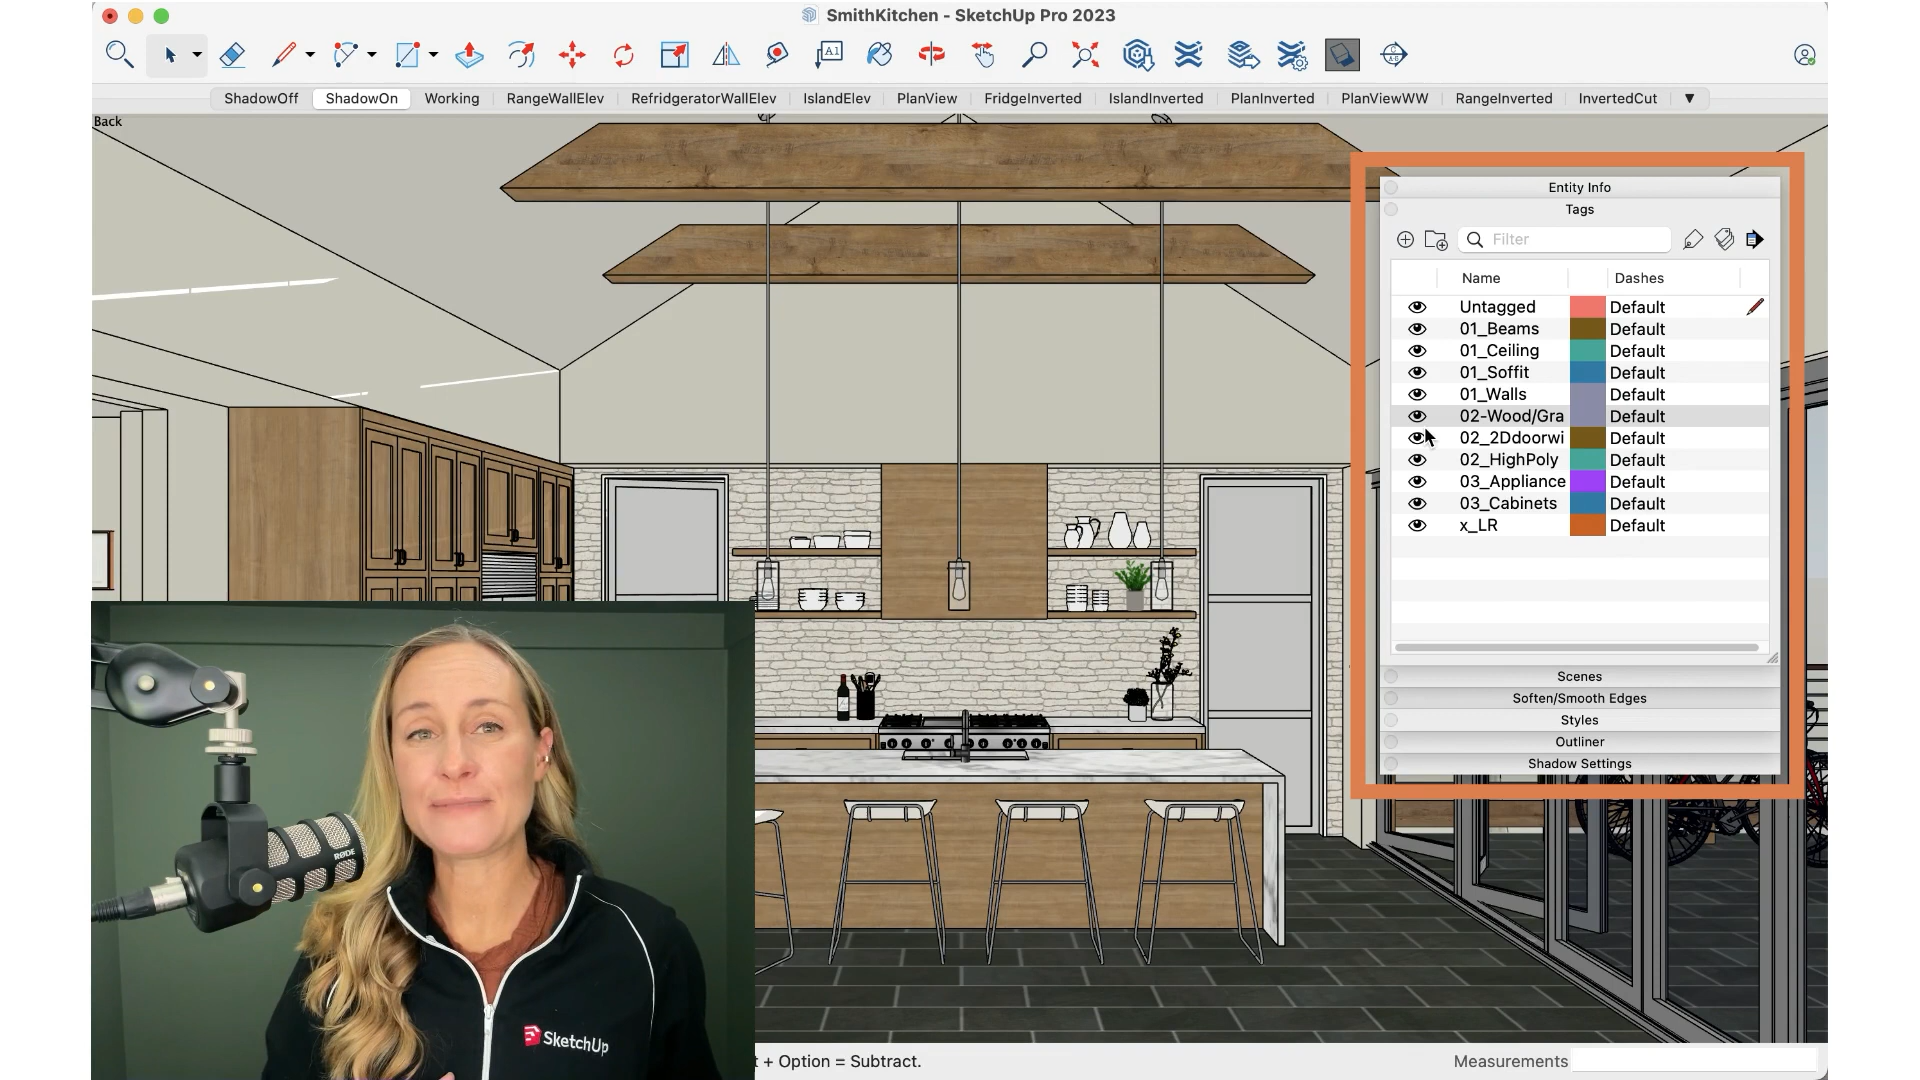 SmithKitchen - SketchUp Pro 2023
A1
ShadowOff ShadowOn Working RangeWallElev RefridgeratorWallElev IslandElev PlanView FridgeInverted IslandInverted PlanInverted PlanViewWW RangeInverted InvertedCut
Back
Entity Info
Tags
Filter
Name Dashes
Untagged Default
01_Beams Default
01_Ceiling Default
01_Soffit Default
01_Walls Default
02-Wood/Gra Default
02_2Ddoorwi Default
02_HighPoly Default
03_Appliance Default
03_Cabinets Default
x_LR Default
Scenes
Soften/Smooth Edges
Styles
Outliner
Shadow Settings
RØDE
SketchUp
+ Option = Subtract.
Measurements